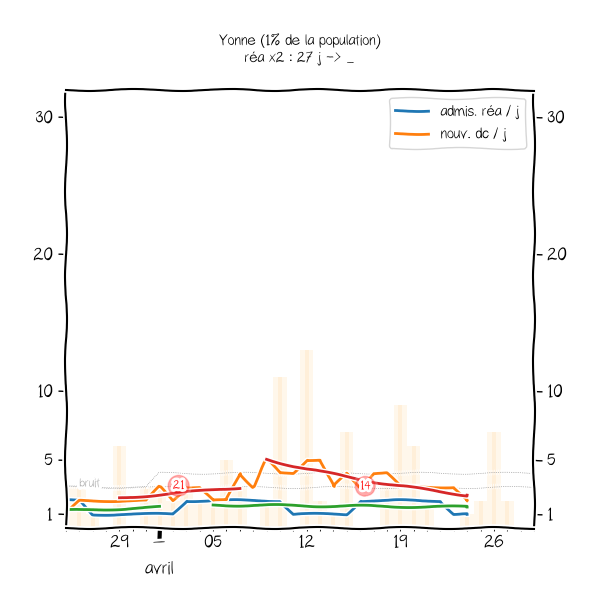 Yonne (1% de la population)
réa x2 : 27 j -> _
admis. réa / j
nouv. dc / j
30 30
20 20
10 10
5 5
bruit
21
14
1 1
29 1 05 12 19 26
avril